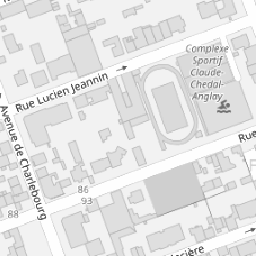 Complexe
Sportif
Claude-
Chedal-
Anglay
Rue Lucien Jeannin
Avenue de Charlebourg
Rue
86
93
88